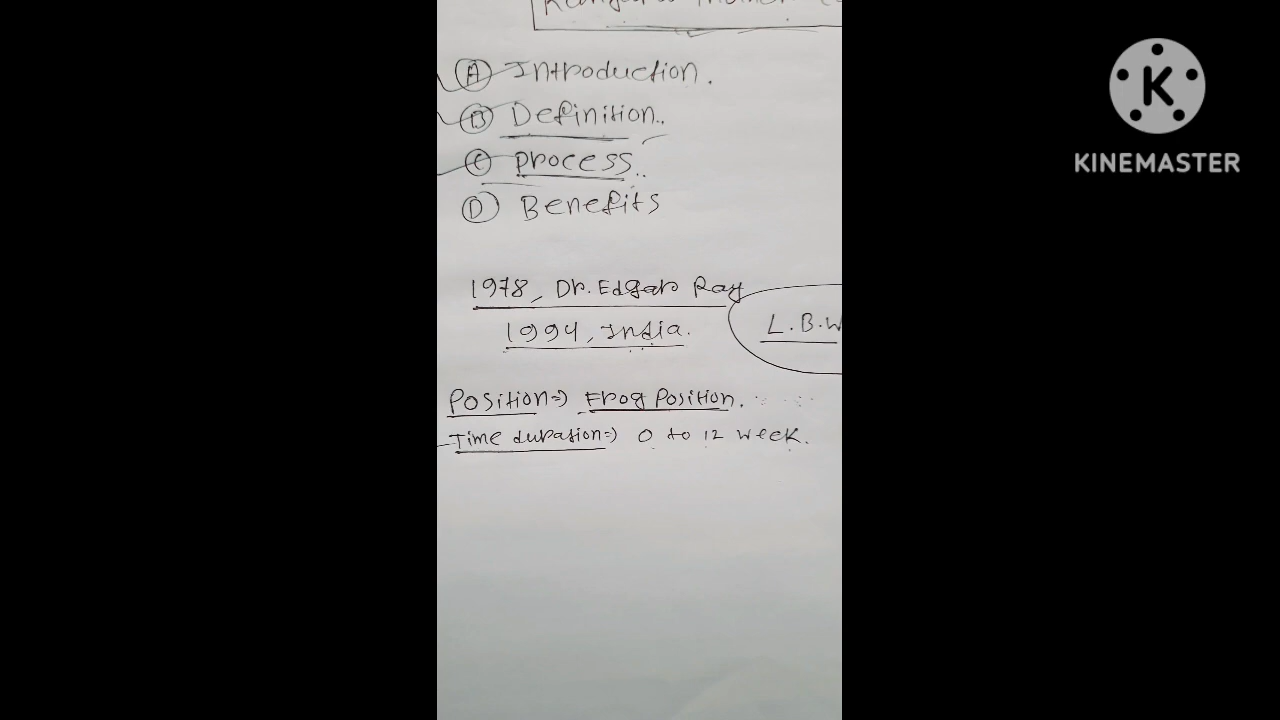 Ⓐ Introduction.
Ⓑ Definition..
Ⓒ process..
Ⓓ Benefits
1978, Dr. Edgar Ray
1994, India.
L.B.W
Position=) Frog Position.
Time duration=) 0 to 12 week.
K
KINEMASTER